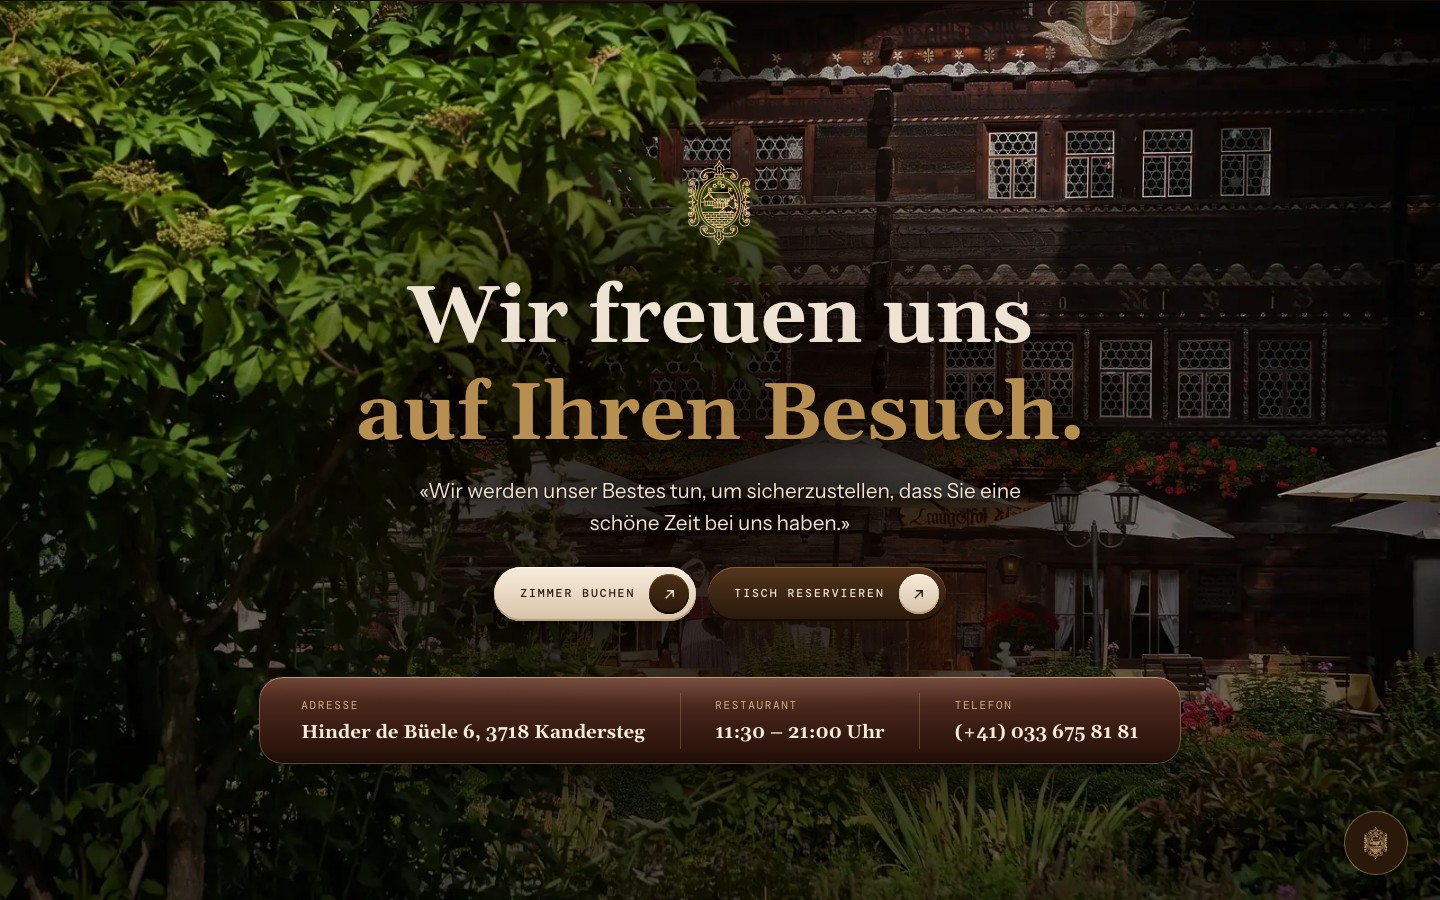 Wir freuen uns
auf Ihren Besuch.
«Wir werden unser Bestes tun, um sicherzustellen, dass Sie eine
schöne Zeit bei uns haben.»
ZIMMER BUCHEN
TISCH RESERVIEREN
ADRESSE
Hinder de Büele 6, 3718 Kandersteg
RESTAURANT
11:30 – 21:00 Uhr
TELEFON
(+41) 033 675 81 81